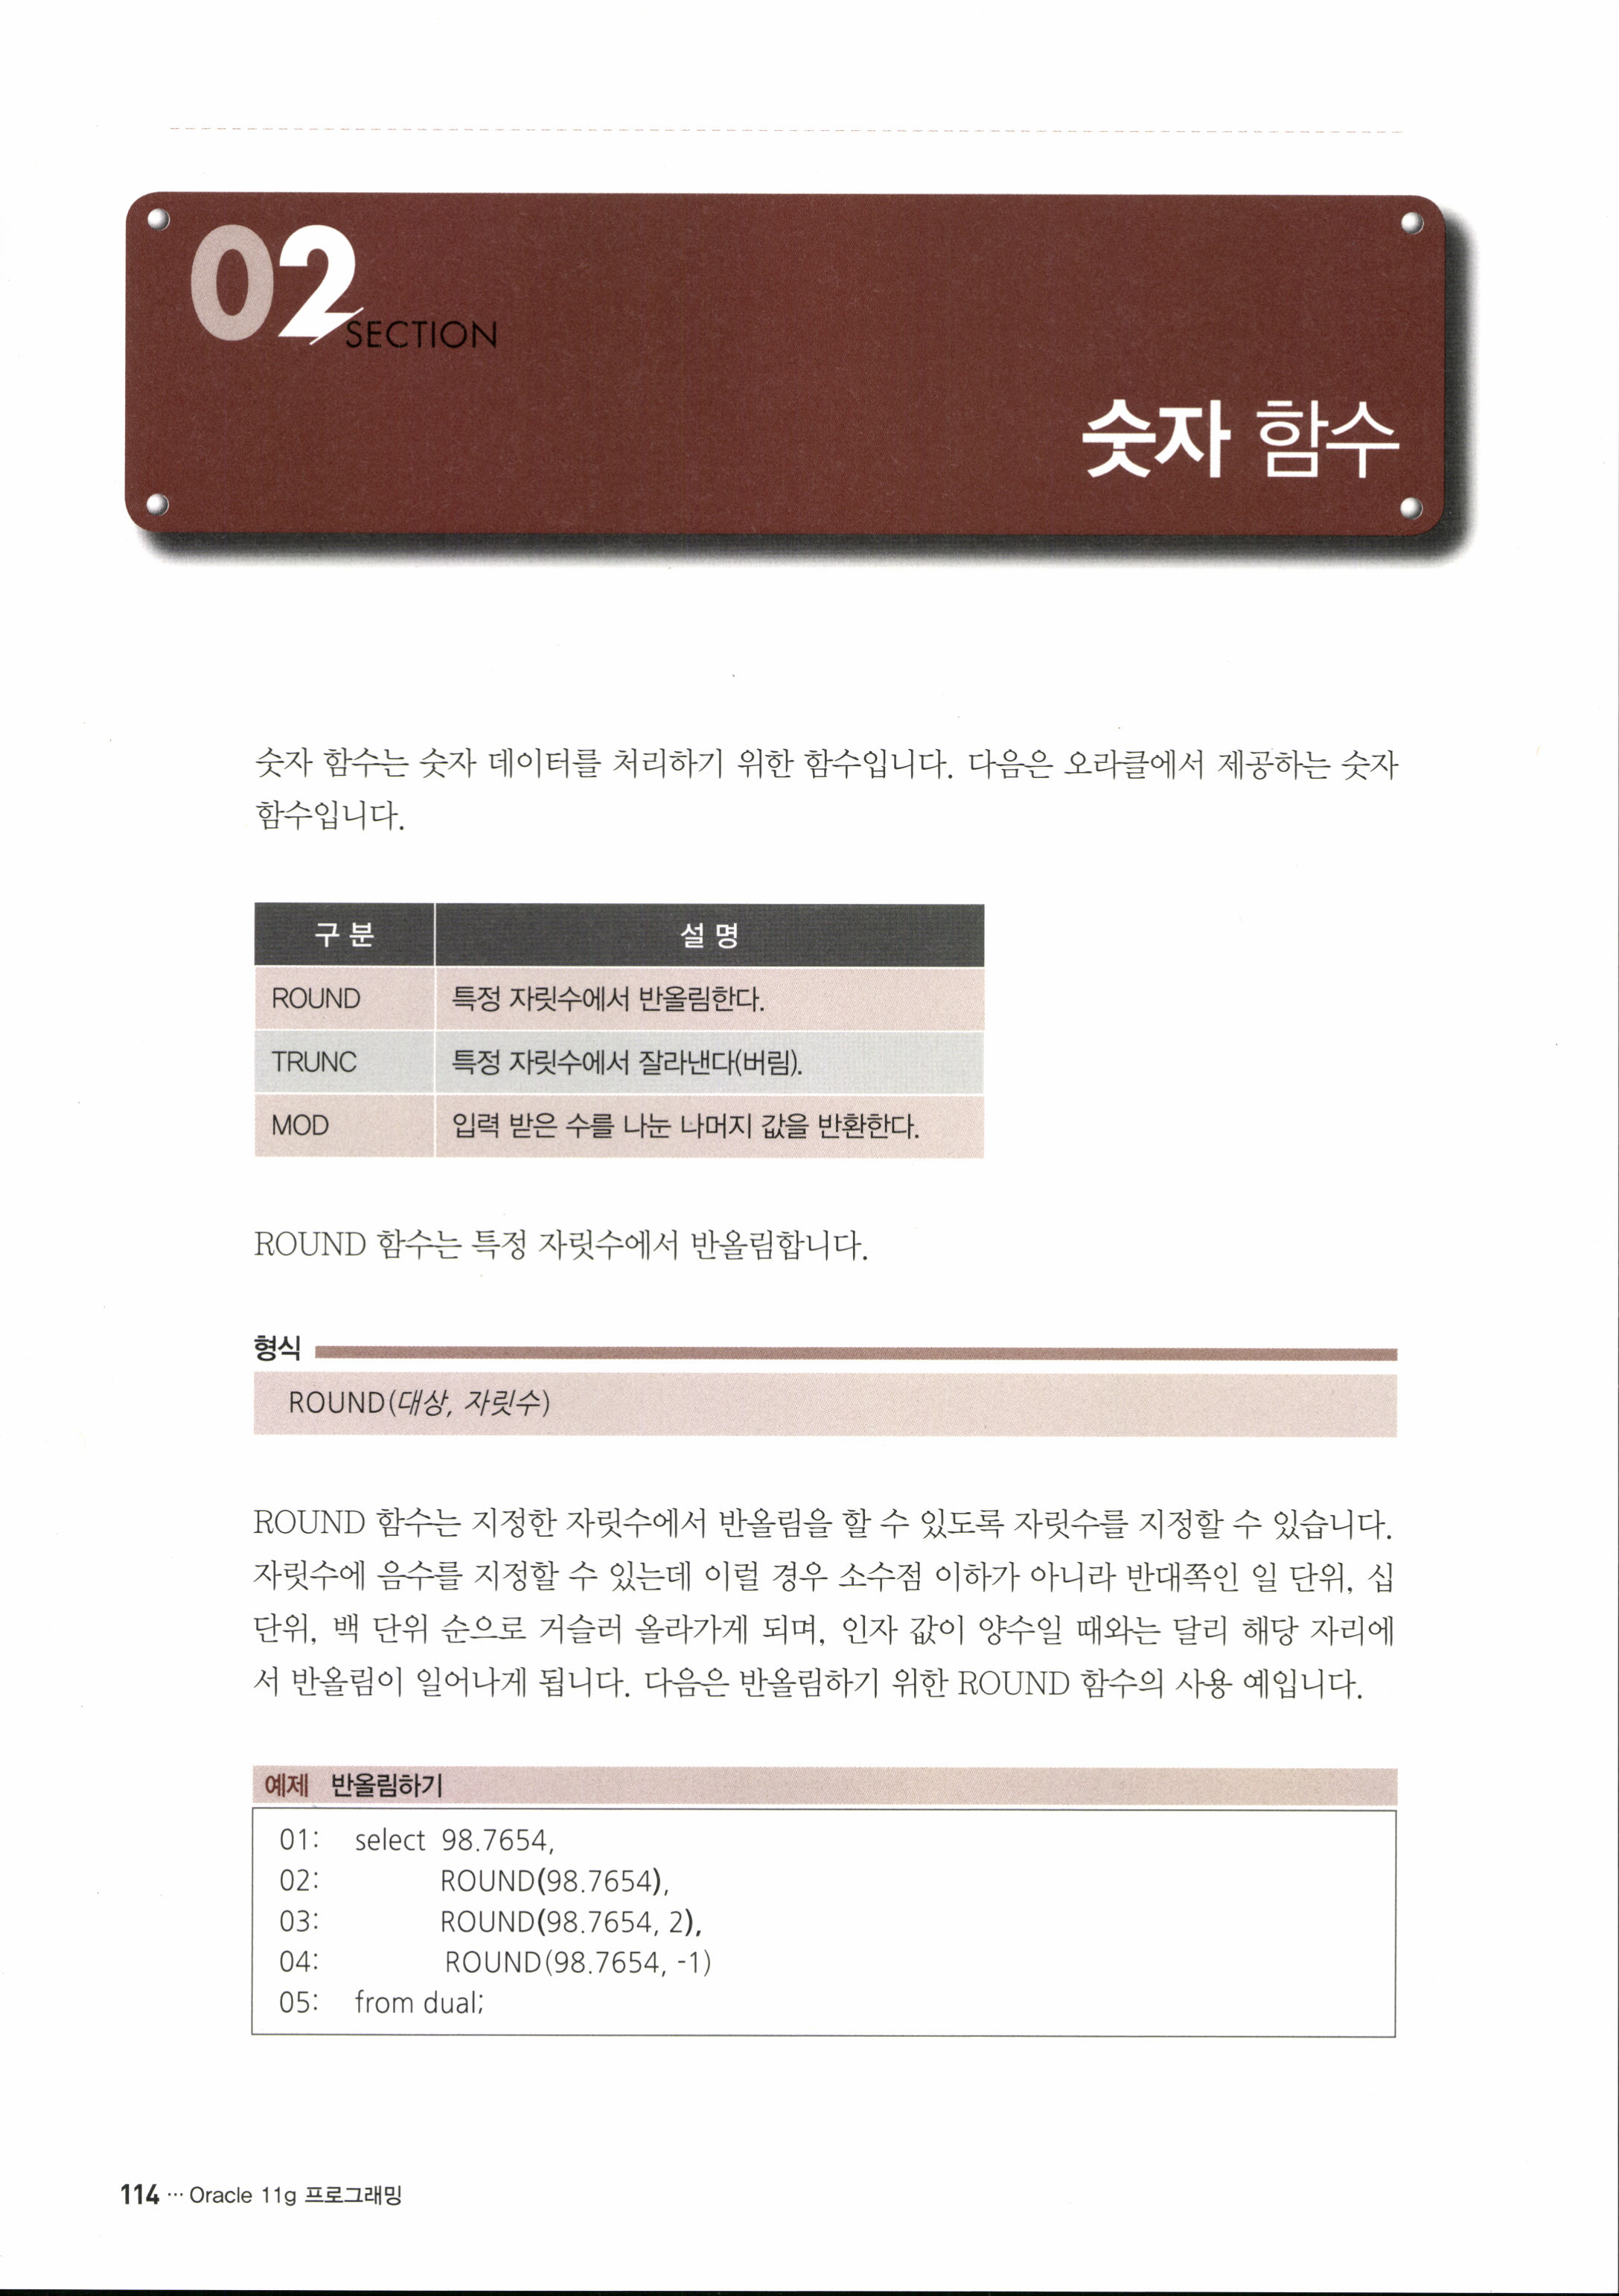 02 SECTION
숫자 함수
숫자 함수는 숫자 데이터를 처리하기 위한 함수입니다. 다음은 오라클에서 제공하는 숫자
함수입니다.
구 분 설 명
ROUND 특정 자릿수에서 반올림한다.
TRUNC 특정 자릿수에서 잘라낸다(버림).
MOD 입력 받은 수를 나눈 나머지 값을 반환한다.
ROUND 함수는 특정 자릿수에서 반올림합니다.
형식
ROUND(대상, 자릿수)
ROUND 함수는 지정한 자릿수에서 반올림을 할 수 있도록 자릿수를 지정할 수 있습니다.
자릿수에 음수를 지정할 수 있는데 이럴 경우 소수점 이하가 아니라 반대쪽인 일 단위, 십
단위, 백 단위 순으로 거슬러 올라가게 되며, 인자 값이 양수일 때와는 달리 해당 자리에
서 반올림이 일어나게 됩니다. 다음은 반올림하기 위한 ROUND 함수의 사용 예입니다.
예제 반올림하기
01: select 98.7654,
02: ROUND(98.7654),
03: ROUND(98.7654, 2),
04: ROUND(98.7654, -1)
05: from dual;
114 ··· Oracle 11g 프로그래밍